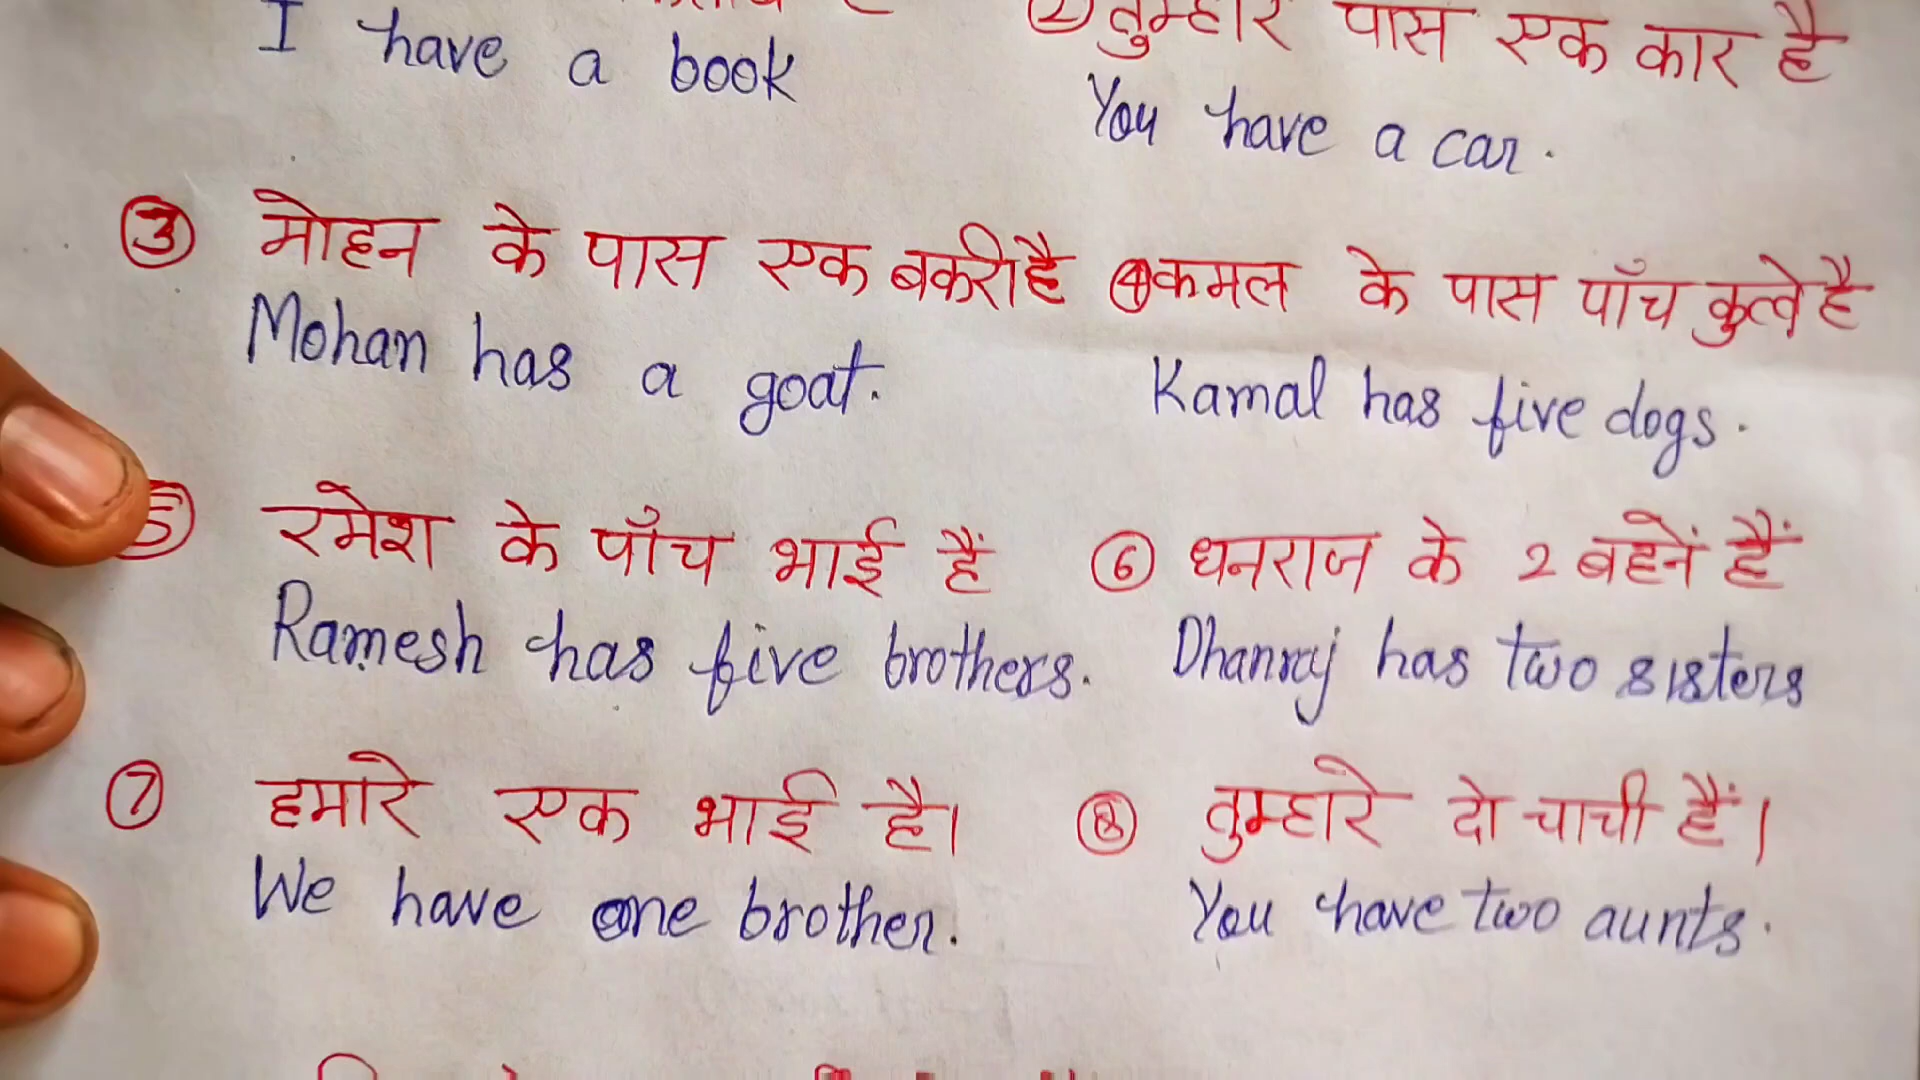 ② तुम्हारे पास एक कार है
I have a book
You have a car.
③ मोहन के पास एक बकरी है
④ कमल के पास पाँच कुत्ते है
Mohan has a goat.
Kamal has five dogs.
5 रमेश के पाँच भाई हैं
⑥ धनराज के 2 बहनें हैं
Ramesh has five brothers.
Dhanraj has two sisters
⑦ हमारे एक भाई है।
⑧ तुम्हारे दो चाची हैं।
We have one brother.
You have two aunts.